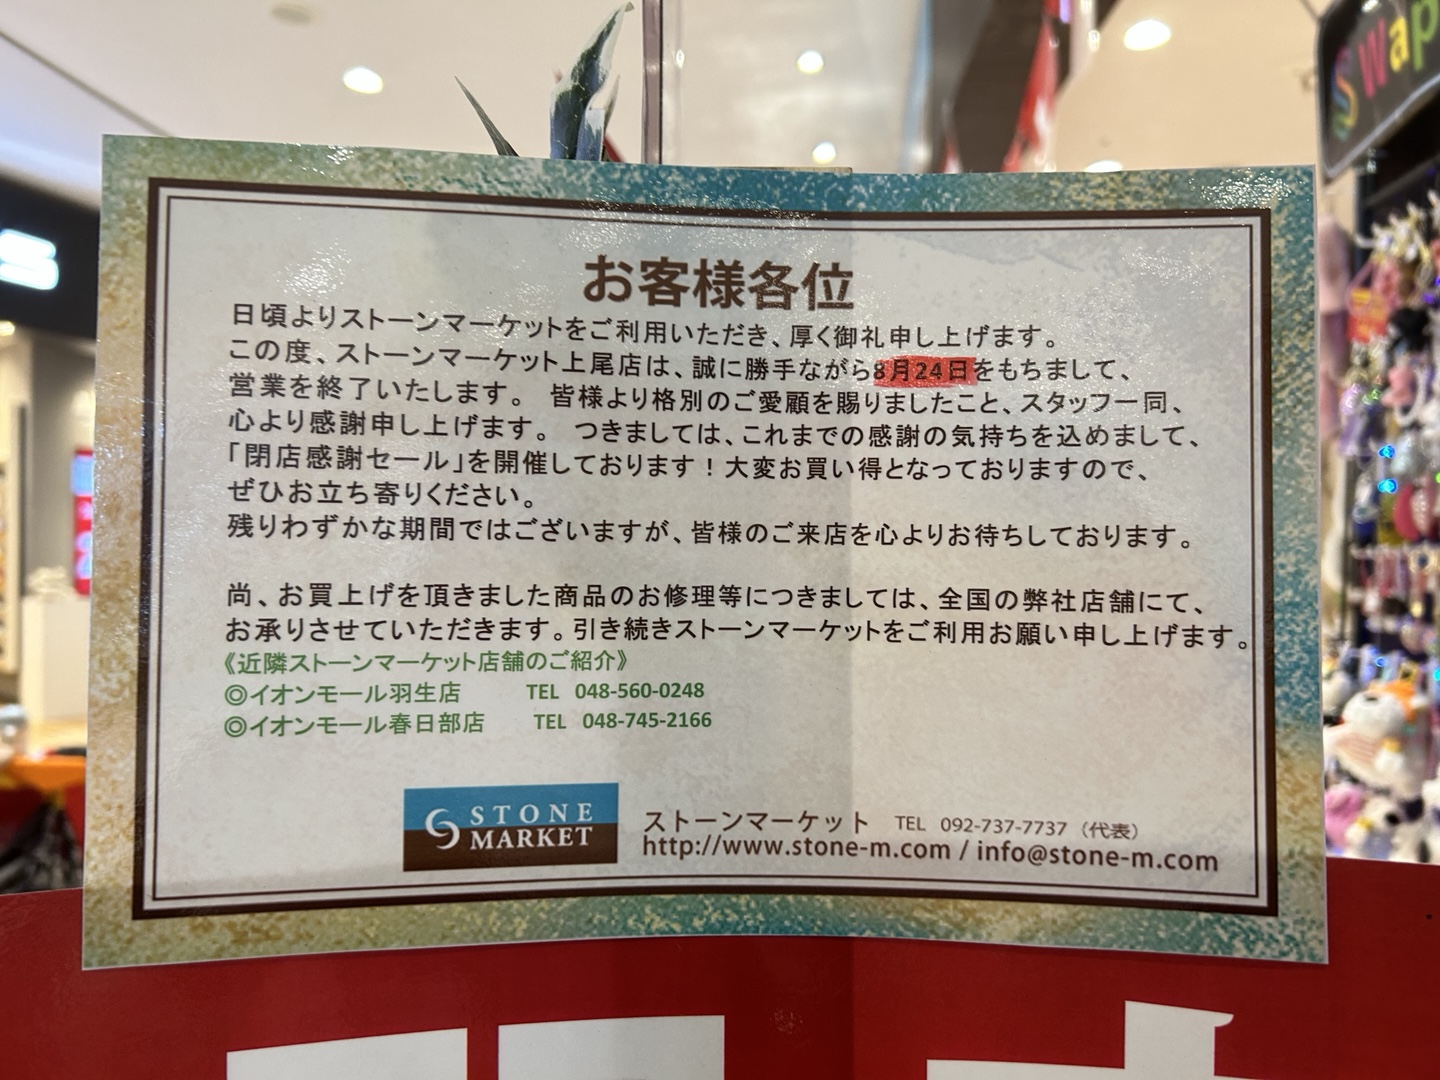 お客様各位
日頃よりストーンマーケットをご利用いただき、厚く御礼申し上げます。
この度、ストーンマーケット上尾店は、誠に勝手ながら8月24日をもちまして、
営業を終了いたします。 皆様より格別のご愛顧を賜りましたこと、スタッフ一同、
心より感謝申し上げます。 つきましては、これまでの感謝の気持ちを込めまして、
「閉店感謝セール」を開催しております！大変お買い得となっておりますので、
ぜひお立ち寄りください。
残りわずかな期間ではございますが、皆様のご来店を心よりお待ちしております。
尚、お買上げを頂きました商品のお修理等につきましては、全国の弊社店舗にて、
お承りさせていただきます。引き続きストーンマーケットをご利用お願い申し上げます。
《近隣ストーンマーケット店舗のご紹介》
◎イオンモール羽生店 TEL 048-560-0248
◎イオンモール春日部店 TEL 048-745-2166
STONE
MARKET
ストーンマーケット TEL 092-737-7737（代表）
http://www.stone-m.com / info@stone-m.com